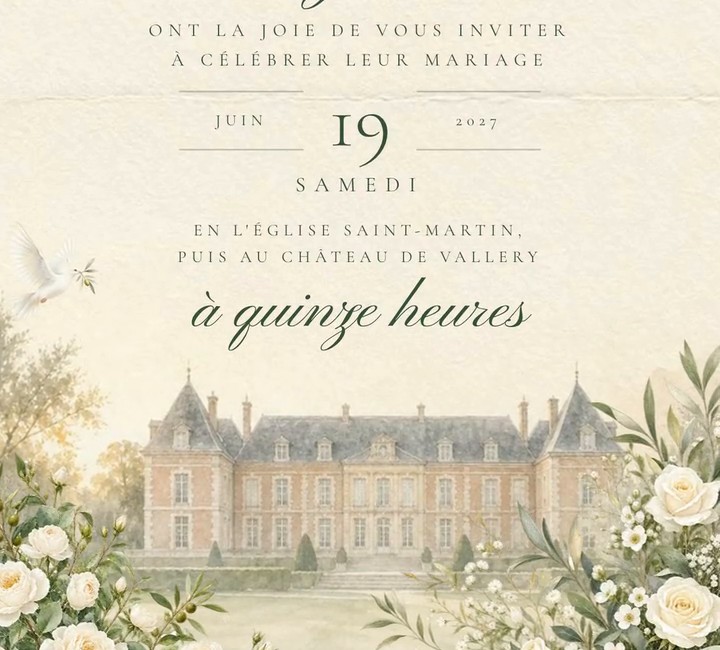 ONT LA JOIE DE VOUS INVITER
À CÉLÉBRER LEUR MARIAGE
JUIN 19 2027
SAMEDI
EN L'ÉGLISE SAINT-MARTIN,
PUIS AU CHÂTEAU DE VALLERY
à quinze heures